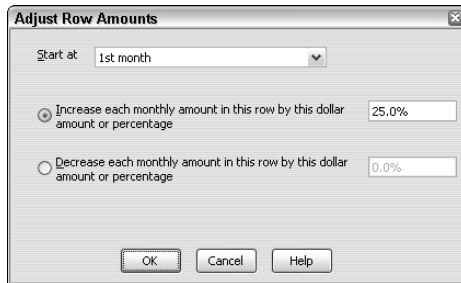 Adjust Row Amounts
Start at 1st month
Increase each monthly amount in this row by this dollar 25.0%
amount or percentage
Decrease each monthly amount in this row by this dollar 0.0%
amount or percentage
OK Cancel Help